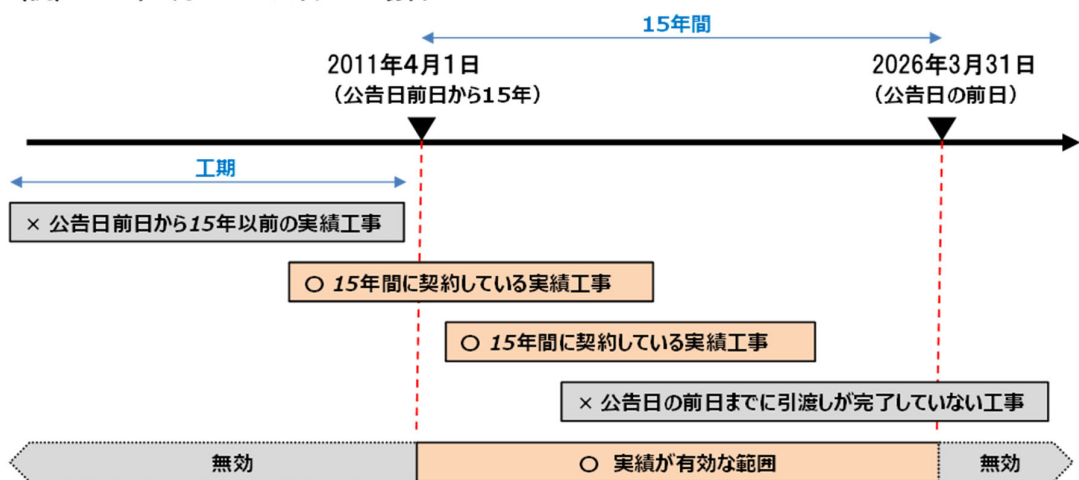 15年間
2011年4月1日
（公告日前日から15年）
2026年3月31日
（公告日の前日）
工期
× 公告日前日から15年以前の実績工事
〇 15年間に契約している実績工事
〇 15年間に契約している実績工事
× 公告日の前日までに引渡しが完了していない工事
無効
〇 実績が有効な範囲
無効